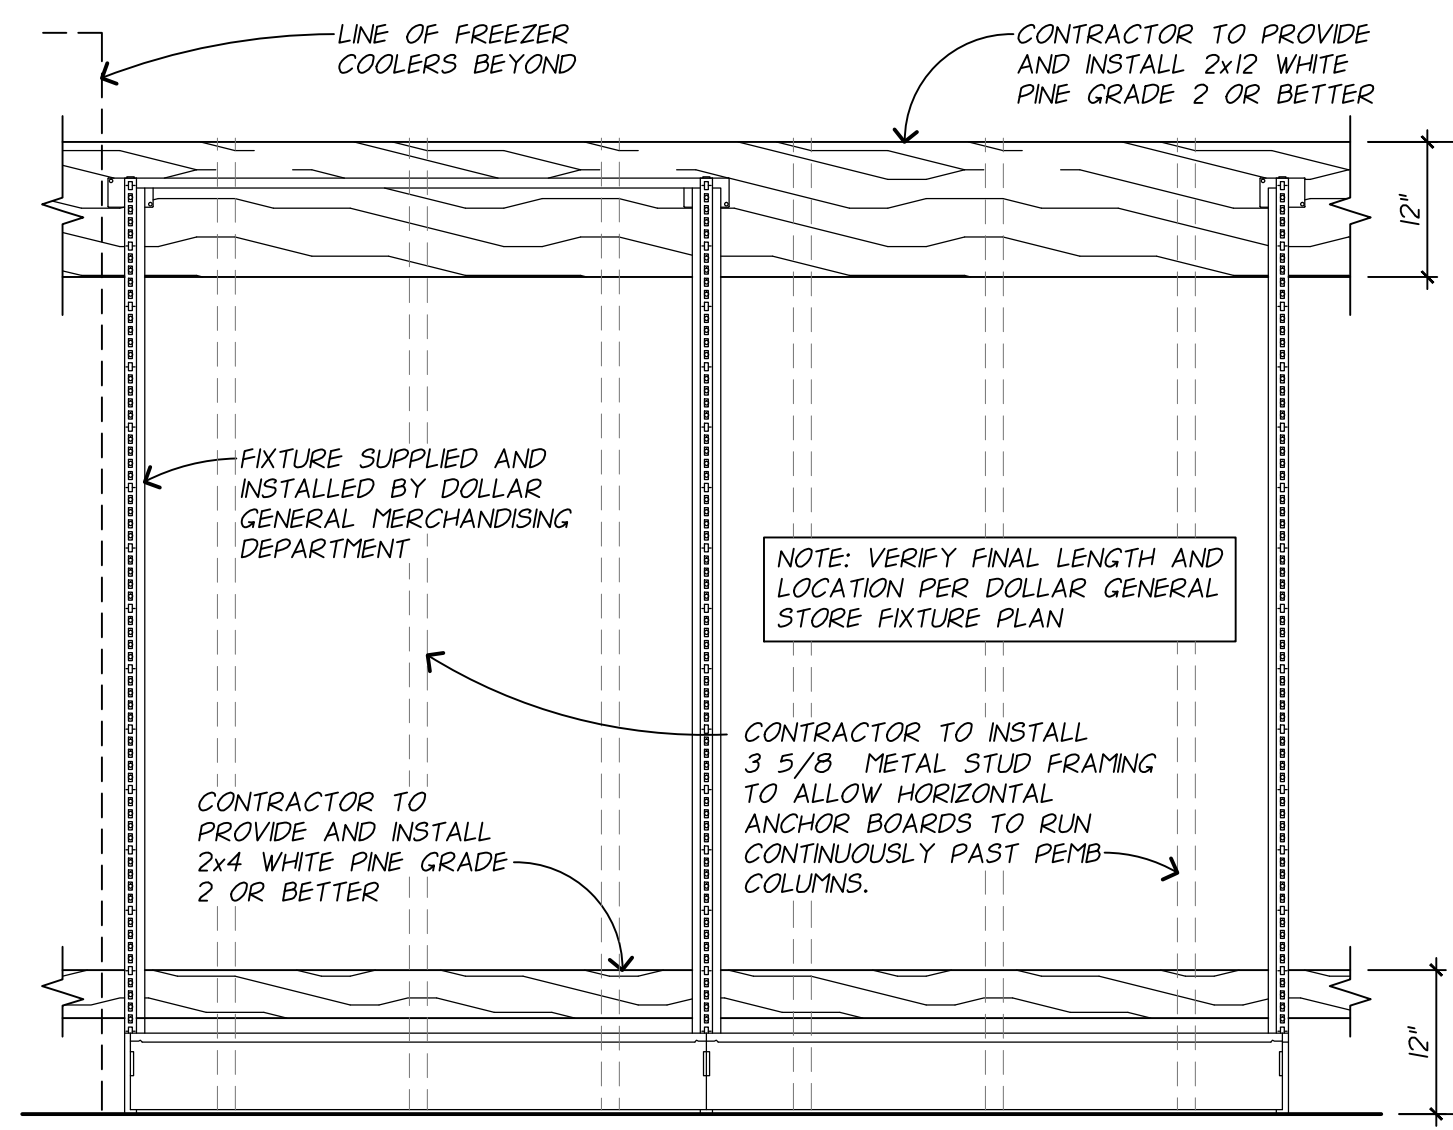 LINE OF FREEZER
COOLERS BEYOND
CONTRACTOR TO PROVIDE
AND INSTALL 2x12 WHITE
PINE GRADE 2 OR BETTER
12"
FIXTURE SUPPLIED AND
INSTALLED BY DOLLAR
GENERAL MERCHANDISING
DEPARTMENT
NOTE: VERIFY FINAL LENGTH AND
LOCATION PER DOLLAR GENERAL
STORE FIXTURE PLAN
CONTRACTOR TO INSTALL
3 5/8 METAL STUD FRAMING
TO ALLOW HORIZONTAL
ANCHOR BOARDS TO RUN
CONTINUOUSLY PAST PEMB
COLUMNS.
CONTRACTOR TO
PROVIDE AND INSTALL
2x4 WHITE PINE GRADE
2 OR BETTER
12"